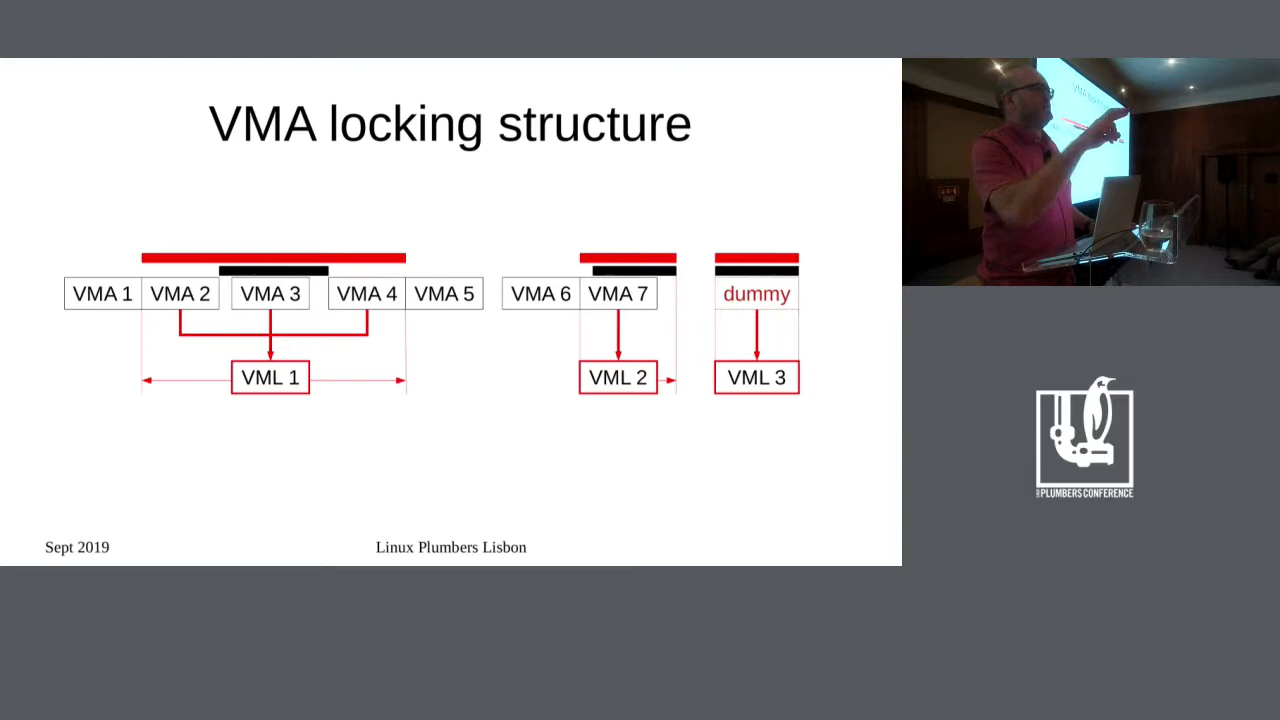 VMA locking structure
VMA 1 VMA 2 VMA 3 VMA 4 VMA 5 VMA 6 VMA 7 dummy
VML 1 VML 2 VML 3
Sept 2019 Linux Plumbers Lisbon
PLUMBERS CONFERENCE